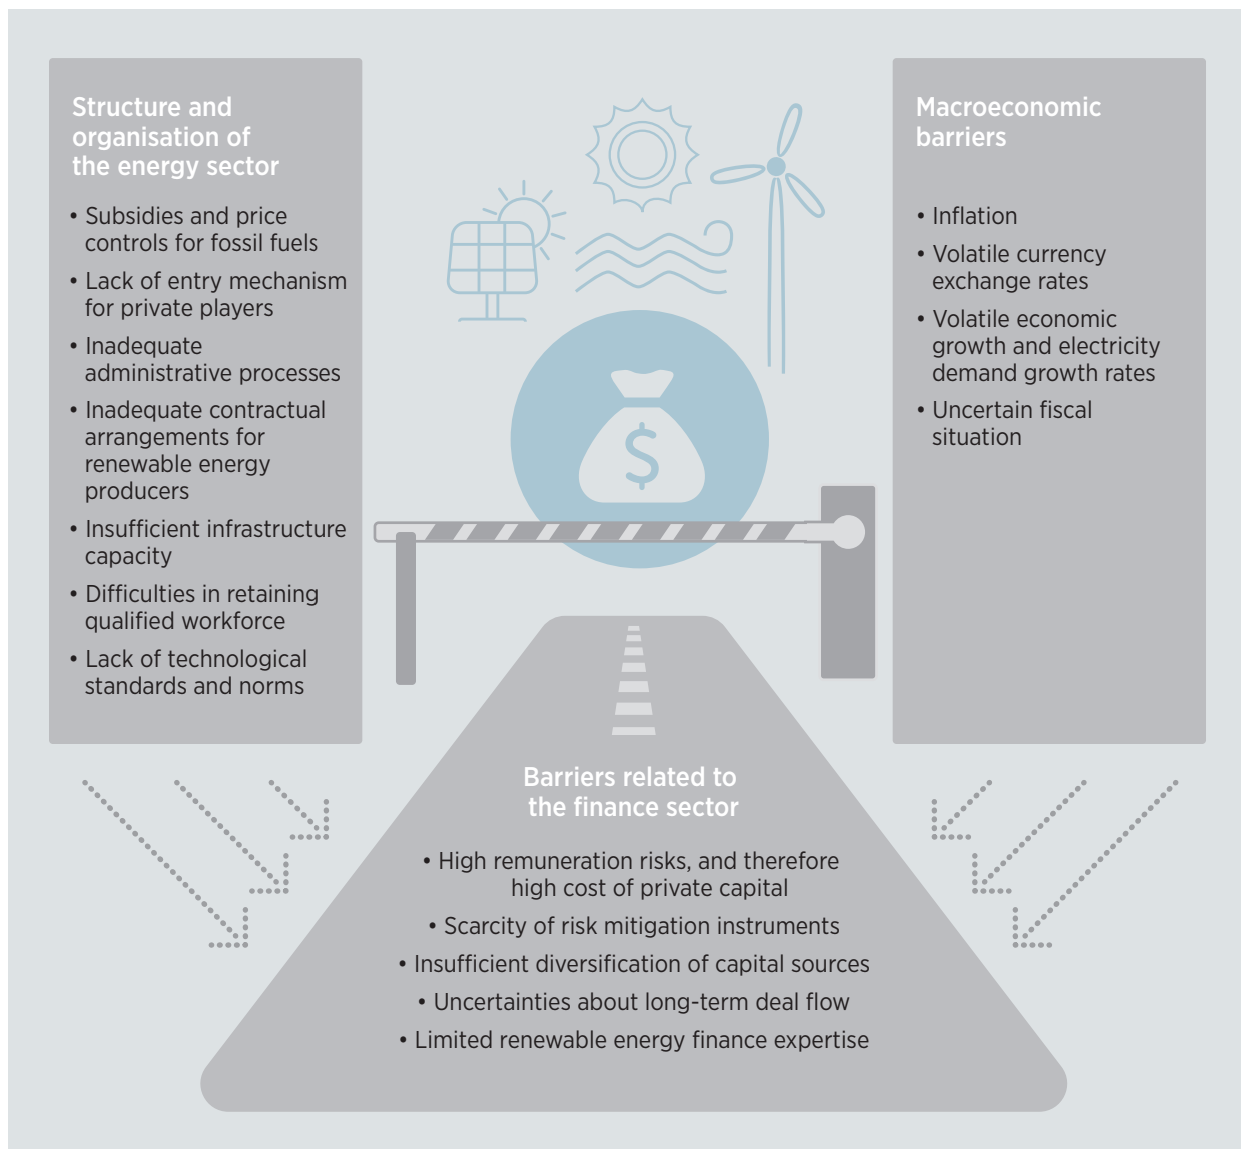 Structure and
organisation of
the energy sector
• Subsidies and price
controls for fossil fuels
• Lack of entry mechanism
for private players
• Inadequate
administrative processes
• Inadequate contractual
arrangements for
renewable energy
producers
• Insufficient infrastructure
capacity
• Difficulties in retaining
qualified workforce
• Lack of technological
standards and norms
$
Macroeconomic
barriers
• Inflation
• Volatile currency
exchange rates
• Volatile economic
growth and electricity
demand growth rates
• Uncertain fiscal
situation
Barriers related to
the finance sector
• High remuneration risks, and therefore
high cost of private capital
• Scarcity of risk mitigation instruments
• Insufficient diversification of capital sources
• Uncertainties about long-term deal flow
• Limited renewable energy finance expertise